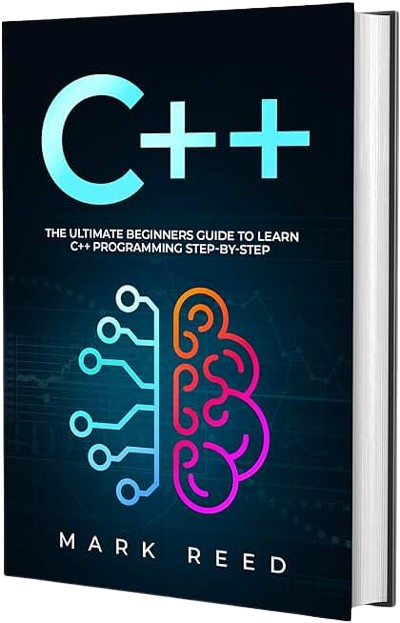 C++
THE ULTIMATE BEGINNERS GUIDE TO LEARN
C++ PROGRAMMING STEP-BY-STEP
MARK REED